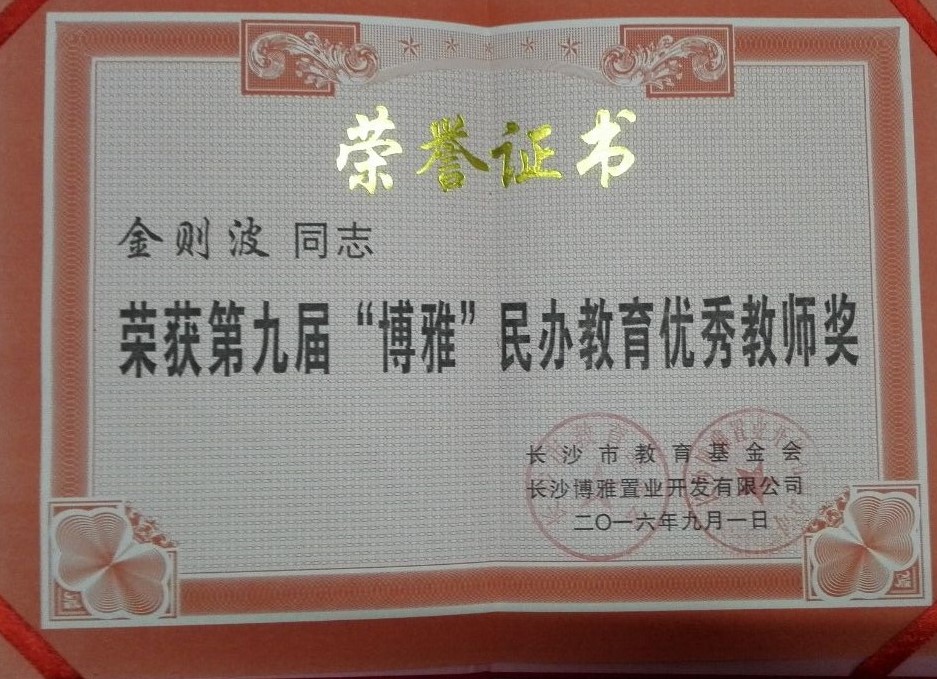 荣誉证书
金则波 同志
荣获第九届“博雅”民办教育优秀教师奖
长沙市教育基金会
长沙博雅置业开发有限公司
二〇一六年九月一日